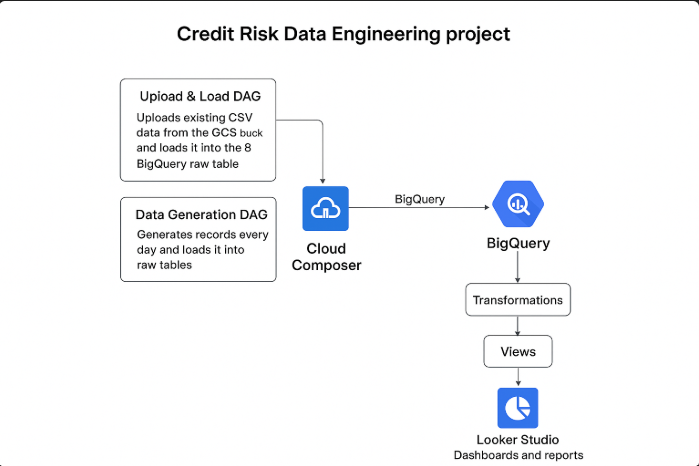 Credit Risk Data Engineering project
Upload & Load DAG
Uploads existing CSV
data from the GCS buck
and loads it into the 8
BigQuery raw table
Data Generation DAG
Generates records every
day and loads it into
raw tables
Cloud
Composer
BigQuery
BigQuery
Transformations
Views
Looker Studio
Dashboards and reports